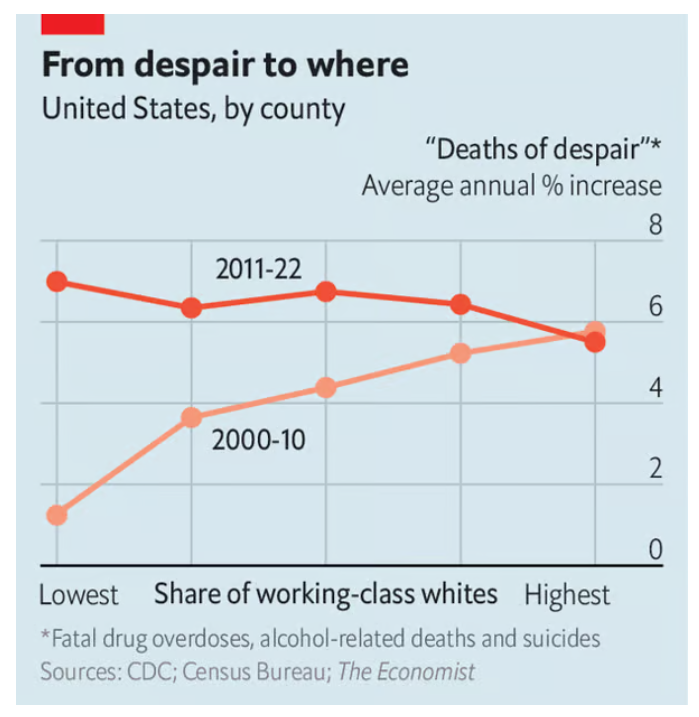 From despair to where
United States, by county
“Deaths of despair”*
Average annual % increase
8
2011-22
6
4
2000-10
2
0
Lowest Share of working-class whites Highest
*Fatal drug overdoses, alcohol-related deaths and suicides
Sources: CDC; Census Bureau; The Economist